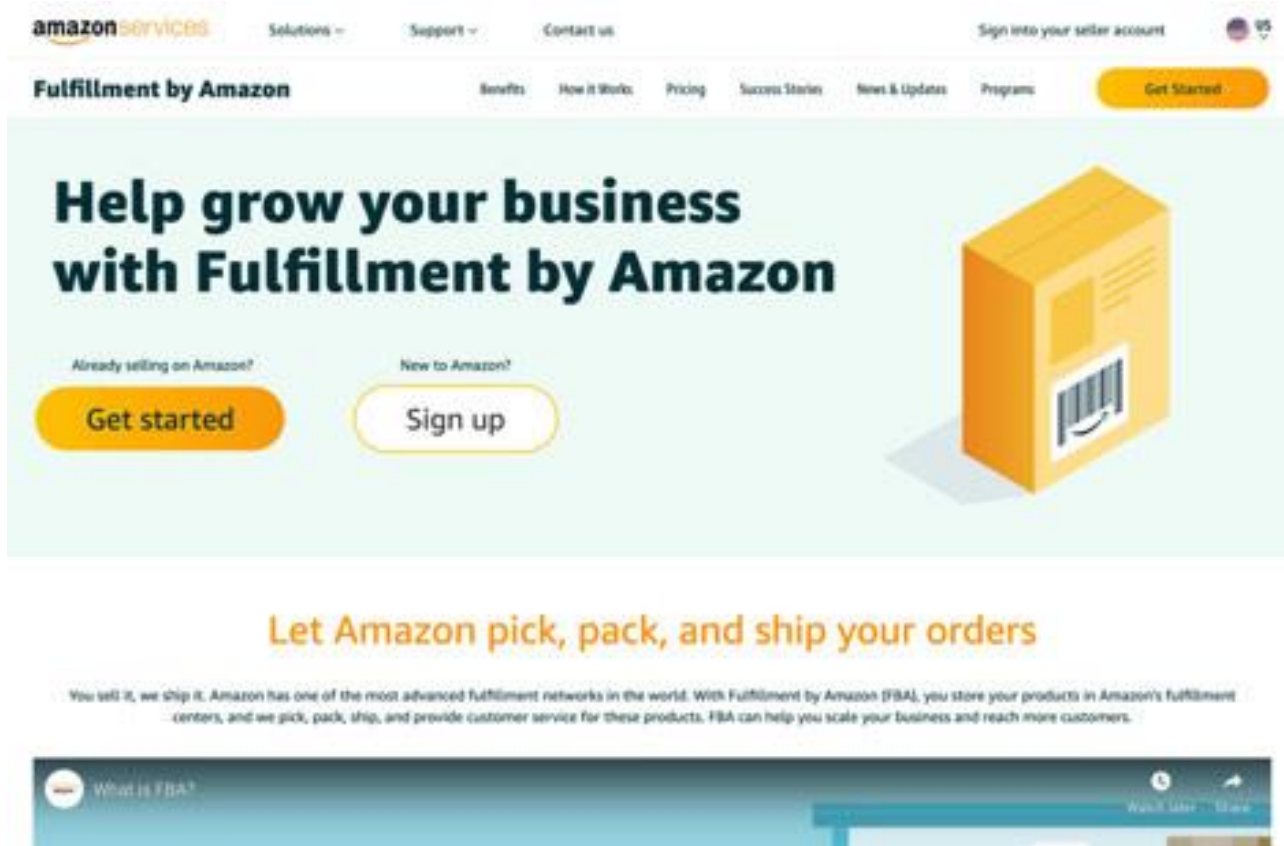 amazonservices
Solutions
Support
Contact us
Sign into your seller account
US
Fulfillment by Amazon
Benefits
How it Works
Pricing
Success Stories
News & Updates
Programs
Get Started
Help grow your business
with Fulfillment by Amazon
Already selling on Amazon?
New to Amazon?
Get started
Sign up
Let Amazon pick, pack, and ship your orders
You sell it, we ship it. Amazon has one of the most advanced fulfillment networks in the world. With Fulfillment by Amazon (FBA), you store your products in Amazon's fulfillment
centers, and we pick, pack, ship, and provide customer service for these products. FBA can help you scale your business and reach more customers.
What is FBA?
Watch later
Share